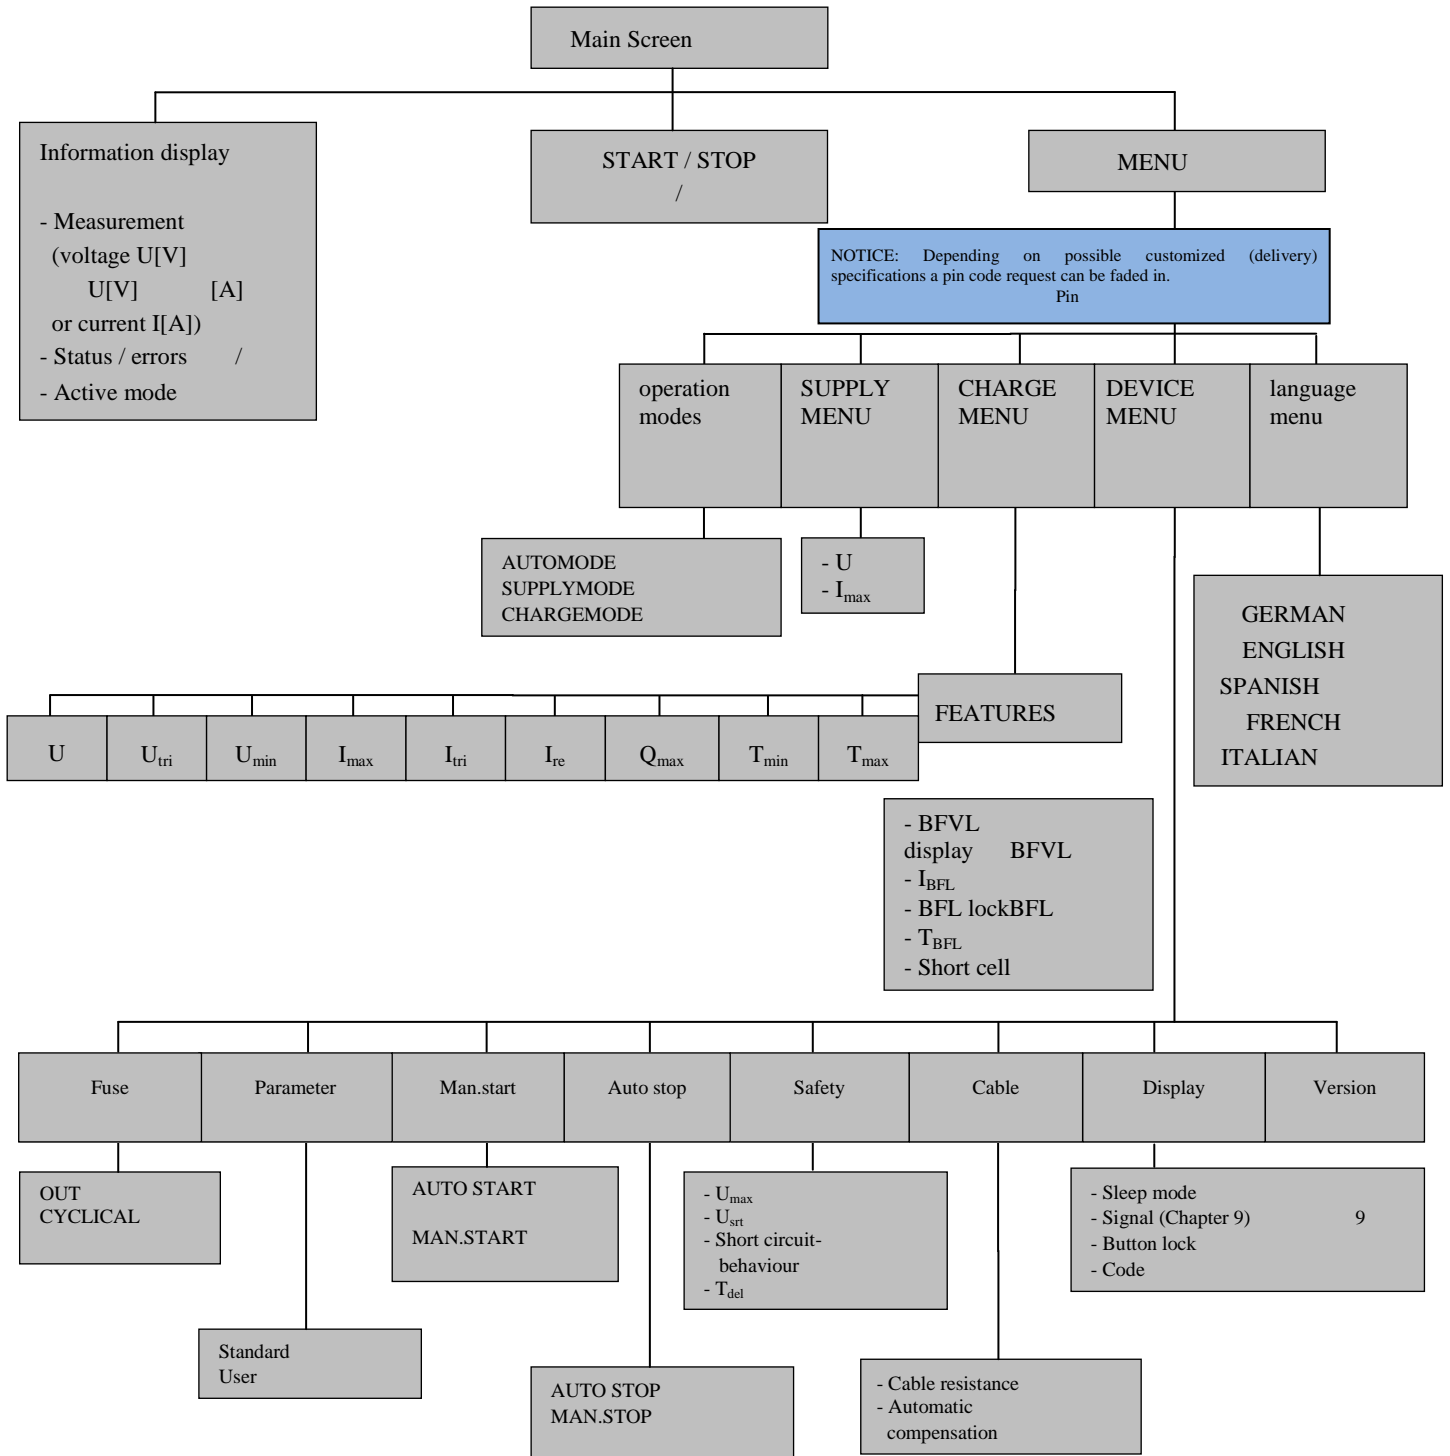 Main Screen
Information display
- Measurement
(voltage U[V]
U[V] [A]
or current I[A])
- Status / errors /
- Active mode
START / STOP
/
MENU
NOTICE: Depending on possible customized (delivery)
specifications a pin code request can be faded in.
Pin
operation
modes
SUPPLY
MENU
CHARGE
MENU
DEVICE
MENU
language
menu
AUTOMODE
SUPPLYMODE
CHARGEMODE
- U
- Imax
GERMAN
ENGLISH
SPANISH
FRENCH
ITALIAN
FEATURES
U
Utri
Umin
Imax
Itri
Ire
Qmax
Tmin
Tmax
- BFVL
display BFVL
- IBFL
- BFL lockBFL
- TBFL
- Short cell
Fuse
Parameter
Man.start
Auto stop
Safety
Cable
Display
Version
OUT
CYCLICAL
Standard
User
AUTO START
MAN.START
AUTO STOP
MAN.STOP
- Umax
- Usrt
- Short circuit-
behaviour
- Tdel
- Cable resistance
- Automatic
compensation
- Sleep mode
- Signal (Chapter 9) 9
- Button lock
- Code